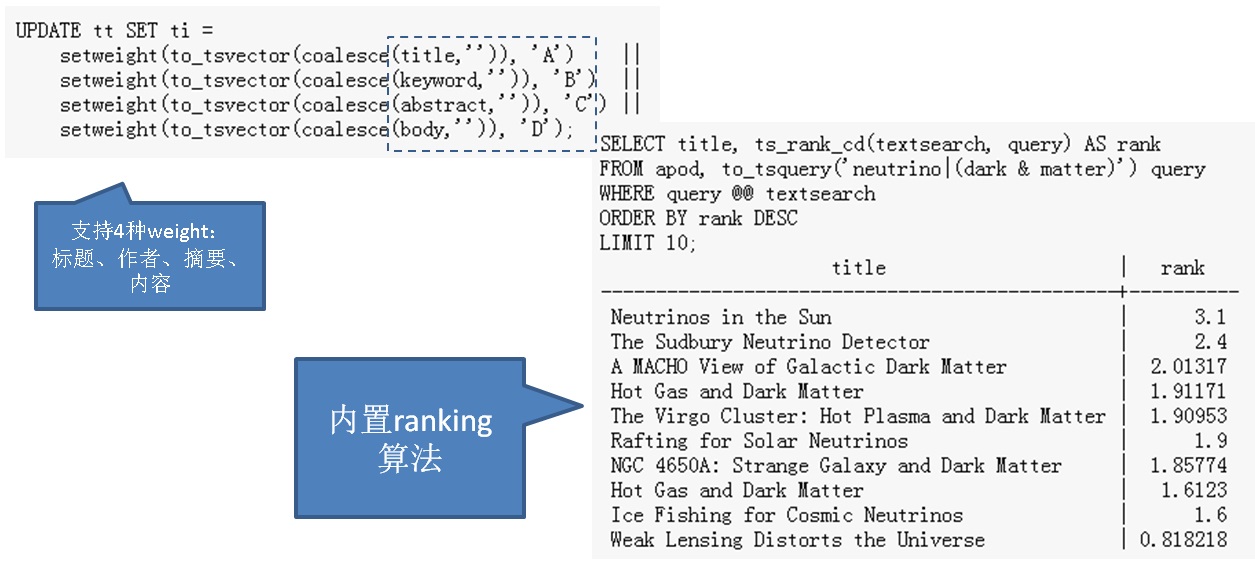 UPDATE tt SET ti =
    setweight(to_tsvector(coalesce(title,'')), 'A')    ||
    setweight(to_tsvector(coalesce(keyword,'')), 'B')  ||
    setweight(to_tsvector(coalesce(abstract,'')), 'C') ||
    setweight(to_tsvector(coalesce(body,'')), 'D');
支持4种weight：
标题、作者、摘要、
内容
SELECT title, ts_rank_cd(textsearch, query) AS rank
FROM apod, to_tsquery('neutrino|(dark & matter)') query
WHERE query @@ textsearch
ORDER BY rank DESC
LIMIT 10;
title | rank
-----------------------------------------------+----------
Neutrinos in the Sun | 3.1
The Sudbury Neutrino Detector | 2.4
A MACHO View of Galactic Dark Matter | 2.01317
Hot Gas and Dark Matter | 1.91171
The Virgo Cluster: Hot Plasma and Dark Matter | 1.90953
Rafting for Solar Neutrinos | 1.9
NGC 4650A: Strange Galaxy and Dark Matter | 1.85774
Hot Gas and Dark Matter | 1.6123
Ice Fishing for Cosmic Neutrinos | 1.6
Weak Lensing Distorts the Universe | 0.818218
内置ranking
算法